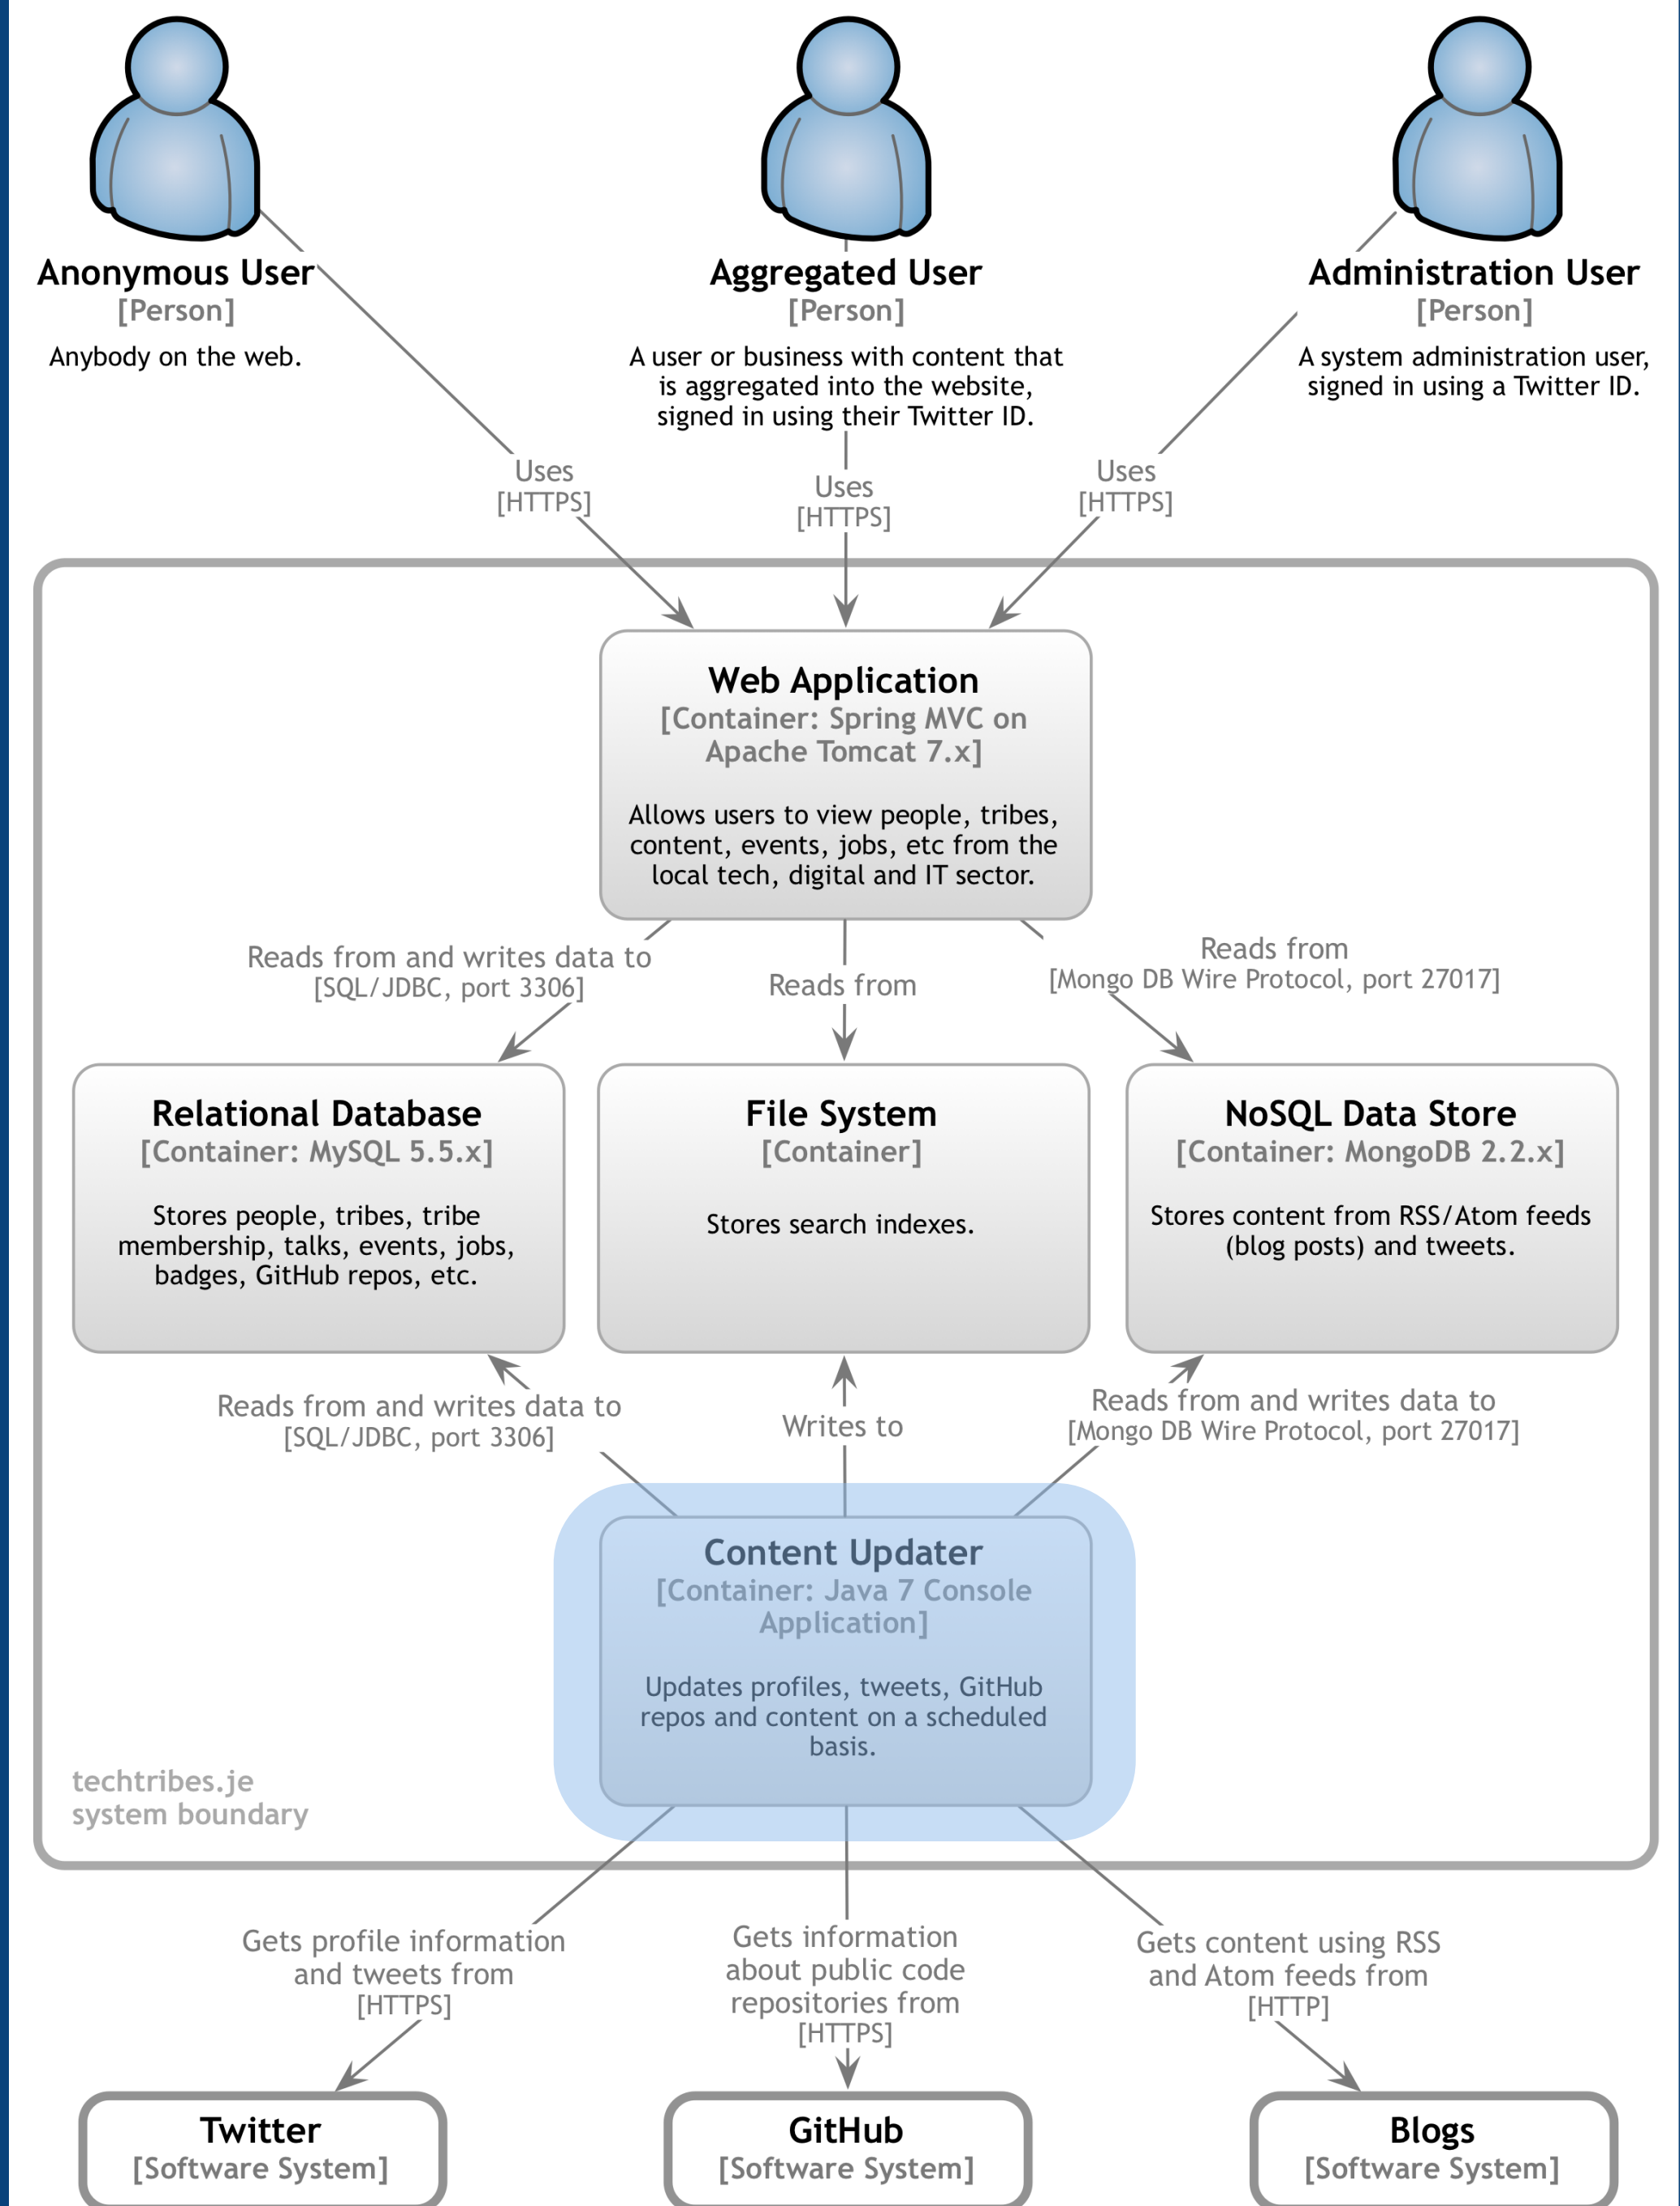 Anonymous User
[Person]
Anybody on the web.
Aggregated User
[Person]
A user or business with content that
is aggregated into the website,
signed in using their Twitter ID.
Administration User
[Person]
A system administration user,
signed in using a Twitter ID.
Uses
[HTTPS]
Uses
[HTTPS]
Uses
[HTTPS]
Web Application
[Container: Spring MVC on
Apache Tomcat 7.x]
Allows users to view people, tribes,
content, events, jobs, etc from the
local tech, digital and IT sector.
Reads from and writes data to
[SQL/JDBC, port 3306]
Reads from
Reads from
[Mongo DB Wire Protocol, port 27017]
Relational Database
[Container: MySQL 5.5.x]
Stores people, tribes, tribe
membership, talks, events, jobs,
badges, GitHub repos, etc.
File System
[Container]
Stores search indexes.
NoSQL Data Store
[Container: MongoDB 2.2.x]
Stores content from RSS/Atom feeds
(blog posts) and tweets.
Reads from and writes data to
[SQL/JDBC, port 3306]
Writes to
Reads from and writes data to
[Mongo DB Wire Protocol, port 27017]
Content Updater
[Container: Java 7 Console
Application]
Updates profiles, tweets, GitHub
repos and content on a scheduled
basis.
techtribes.je
system boundary
Gets profile information
and tweets from
[HTTPS]
Gets information
about public code
repositories from
[HTTPS]
Gets content using RSS
and Atom feeds from
[HTTP]
Twitter
[Software System]
GitHub
[Software System]
Blogs
[Software System]